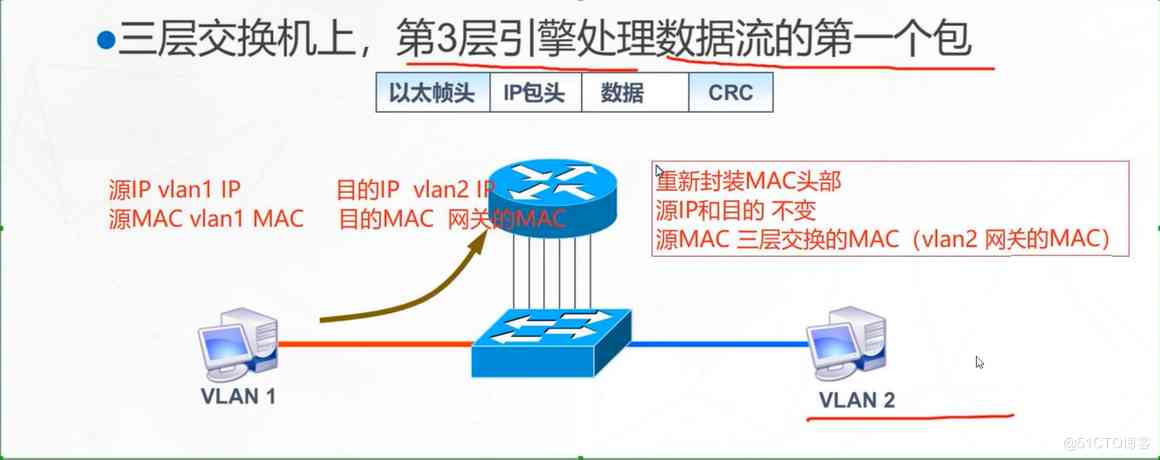 三层交换机上，第3层引擎处理数据流的第一个包
以太帧头 IP包头 数据 CRC
源IP vlan1 IP 目的IP vlan2 IP
源MAC vlan1 MAC 目的MAC 网关的MAC
重新封装MAC头部
源IP和目的 不变
源MAC 三层交换的MAC（vlan2 网关的MAC）
VLAN 1
VLAN 2
@51CTO博客